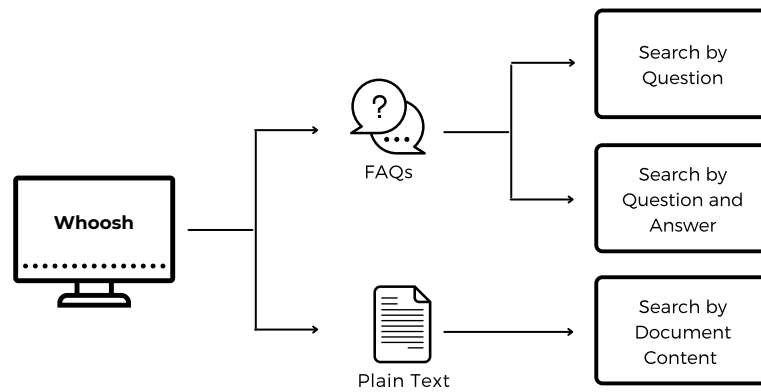 Whoosh
?
FAQs
Plain Text
Search by
Question
Search by
Question and
Answer
Search by
Document
Content